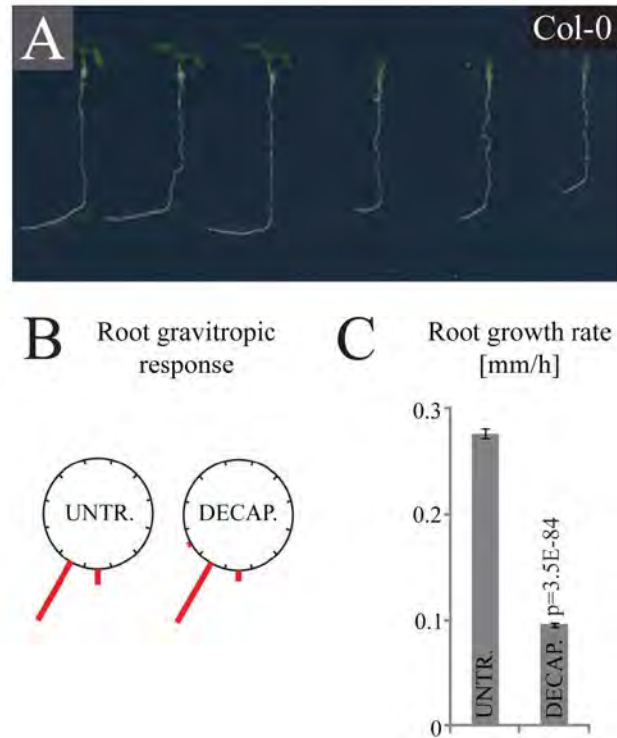 A
Col-0
B
Root gravitropic
response
UNTR.
DECAP.
C
Root growth rate
[mm/h]
0.3
0.2
0.1
0
UNTR.
DECAP.
p=3.5E-84